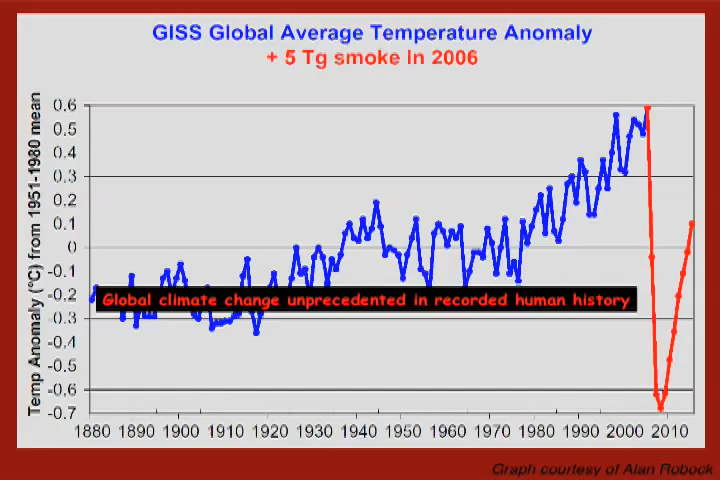 GISS Global Average Temperature Anomaly
+ 5 Tg smoke in 2006
Temp Anomaly (°C) from 1951-1980 mean
0.6
0.5
0.4
0.3
0.2
0.1
0
-0.1
-0.2
-0.3
-0.4
-0.5
-0.6
-0.7
Global climate change unprecedented in recorded human history
1880 1890 1900 1910 1920 1930 1940 1950 1960 1970 1980 1990 2000 2010
Graph courtesy of Alan Robock